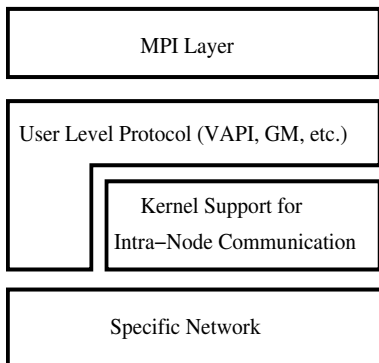 MPI Layer
User Level Protocol (VAPI, GM, etc.)
Kernel Support for
Intra−Node Communication
Specific Network